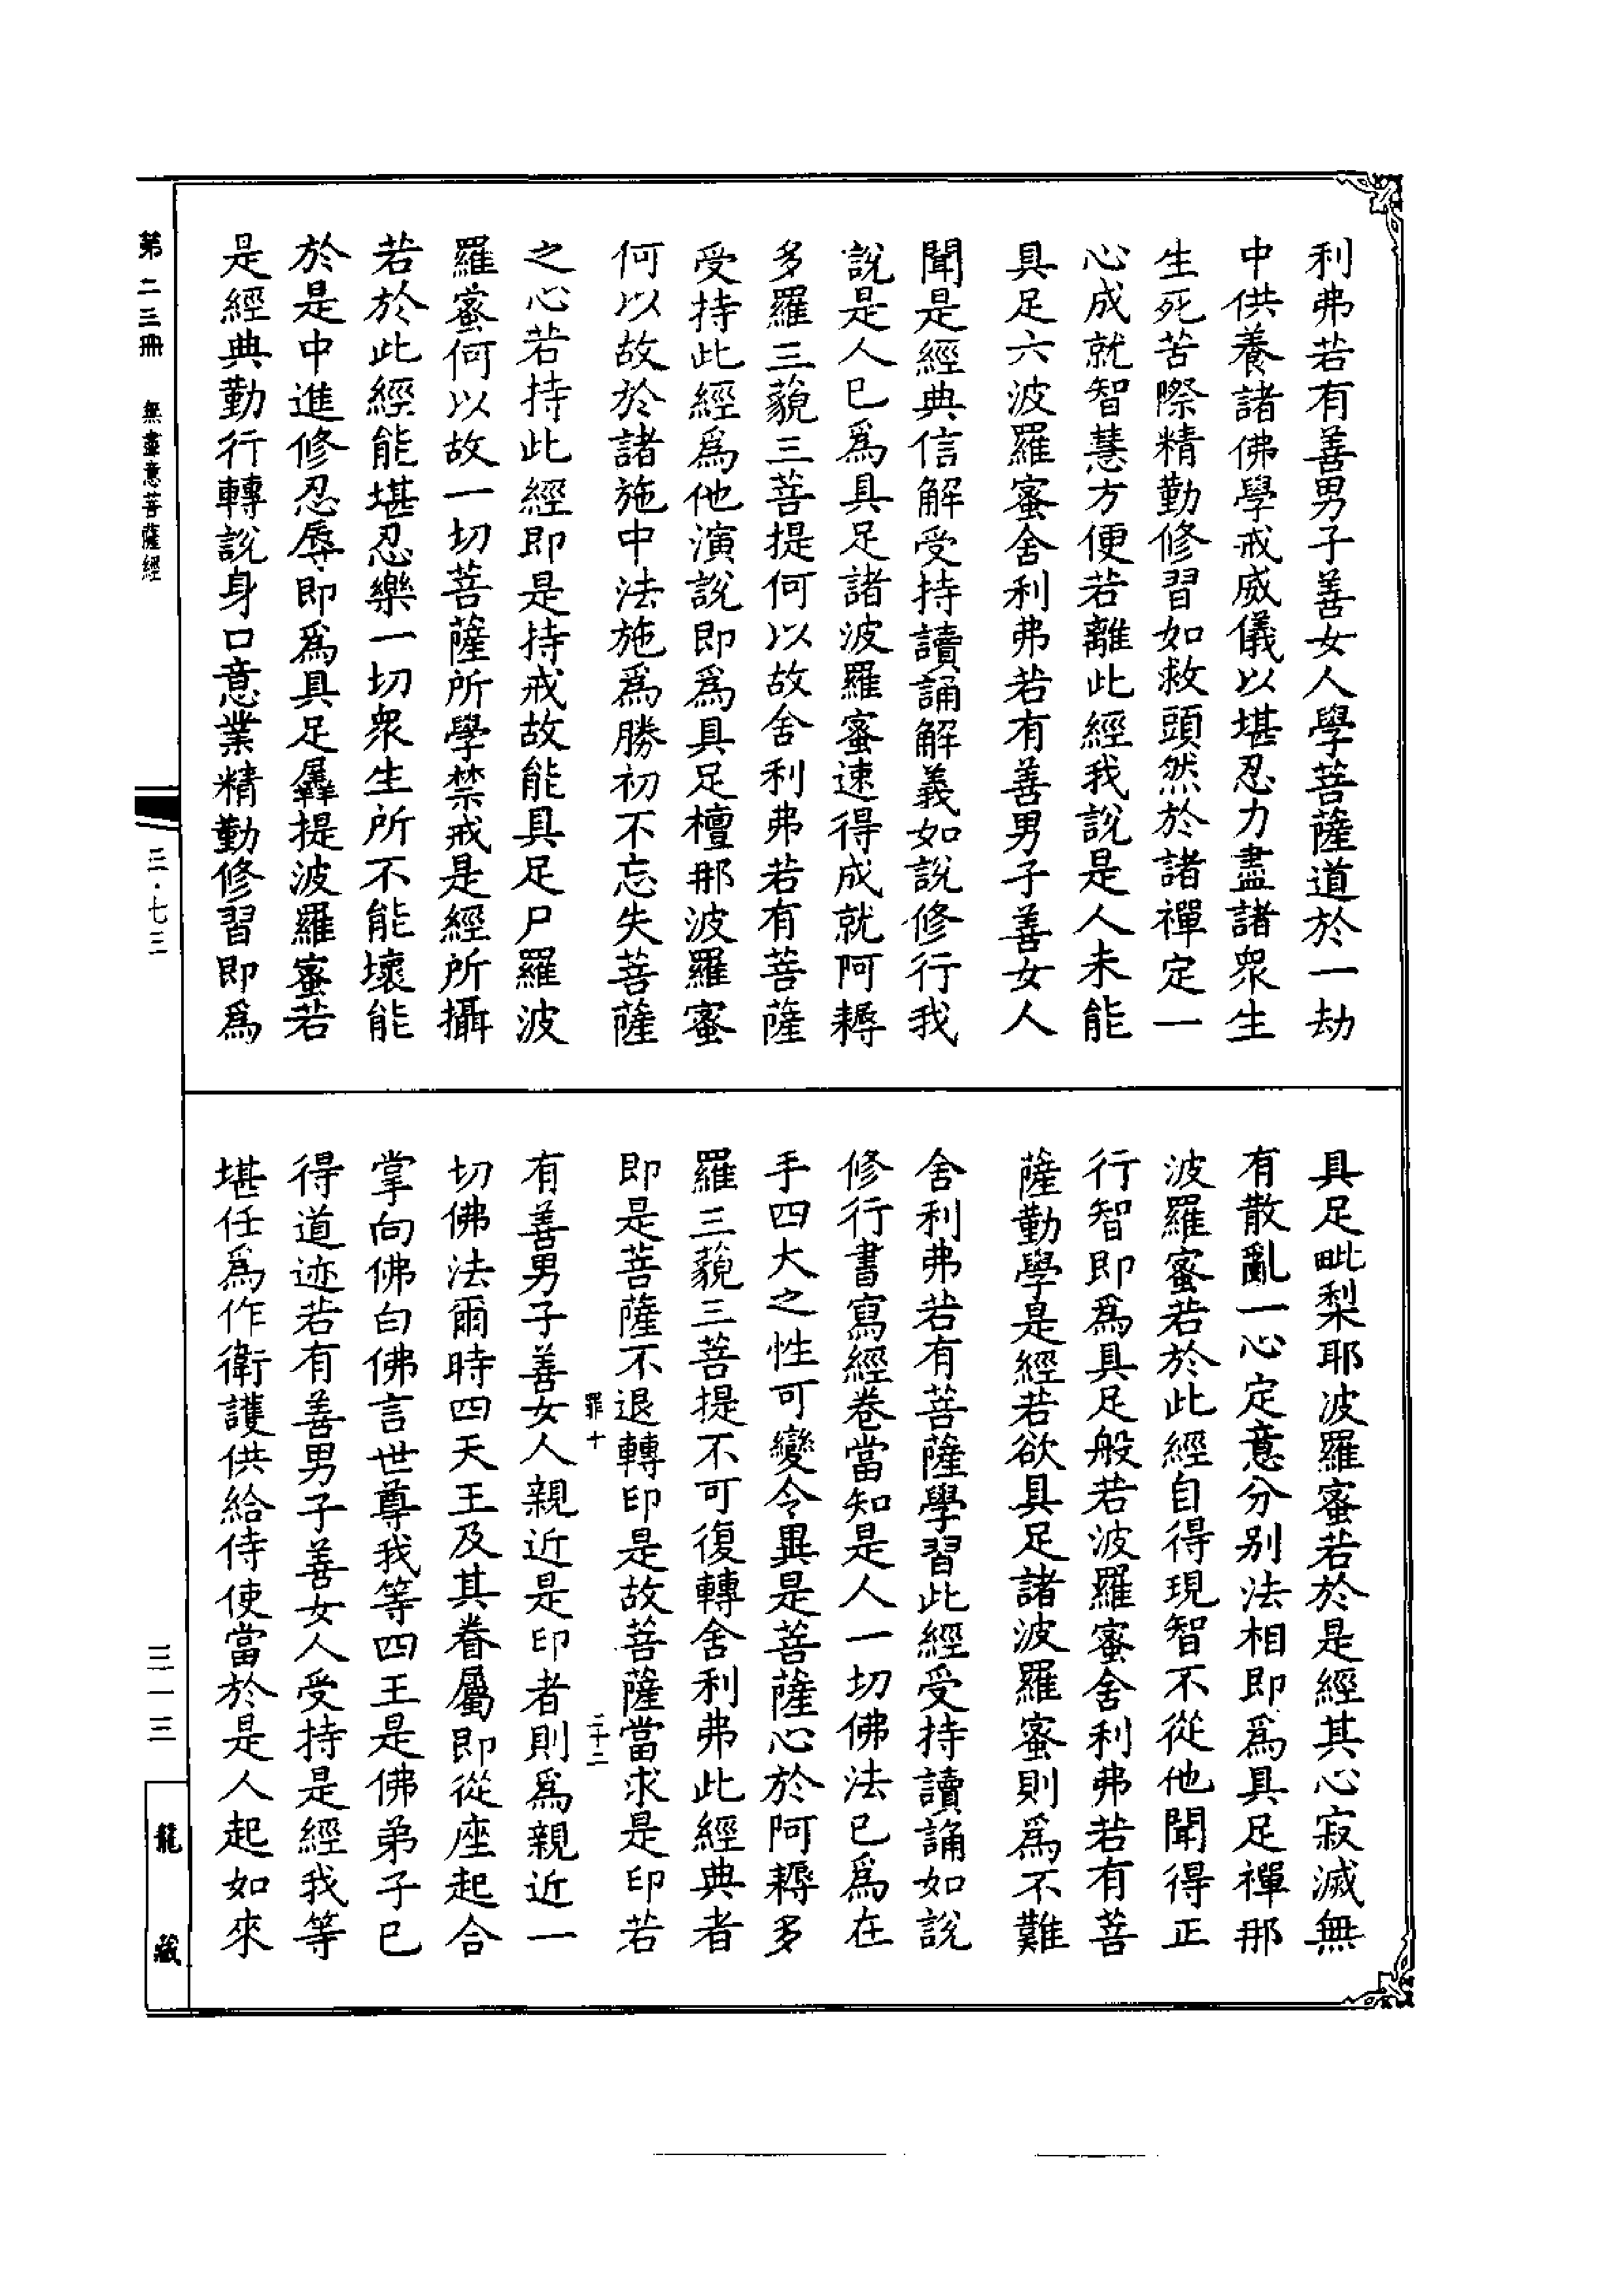 利弗若有善男子善女人學菩薩道於一劫
中供養諸佛學戒威儀以堪忍力盡諸衆生
生死苦際精勤修習如救頭然於諸禪定一
心成就智慧方便若離此經我說是人未能
具足六波羅蜜舍利弗若有善男子善女人
聞是經典信解受持讀誦解義如說修行我
說是人已爲具足諸波羅蜜速得成就阿耨
多羅三藐三菩提何以故舍利弗若有菩薩
受持此經爲他演說即爲具足檀那波羅蜜
何以故於諸施中法施爲勝初不忘失菩薩
之心若持此經即是持戒故能具足尸羅波
羅蜜何以故一切菩薩所學禁戒是經所攝
若於此經能堪忍樂一切衆生所不能壞能
於是中進修忍辱即爲具足羼提波羅蜜若
是經典勤行轉說身口意業精勤修習即爲
具足毗梨耶波羅蜜若於是經其心寂滅無
有散亂一心定意分別法相即爲具足禪那
波羅蜜若於此經自得現智不從他聞得正
行智即爲具足般若波羅蜜舍利弗若有菩
薩勤學是經若欲具足諸波羅蜜則爲不難
舍利弗若有菩薩學習此經受持讀誦如說
修行書寫經卷當知是人一切佛法已爲在
手四大之性可變令異是菩薩心於阿耨多
羅三藐三菩提不可復轉舍利弗此經典者
即是菩薩不退轉印是故菩薩當求是印若
罪十 二十二
有善男子善女人親近是印者則爲親近一
切佛法爾時四天王及其眷屬即從座起合
掌向佛白佛言世尊我等四王是佛弟子已
得道迹若有善男子善女人受持是經我等
堪任爲作衛護供給侍使當於是人起如來
第二三冊 無盡意菩薩經
三·七三
三一三
龍藏